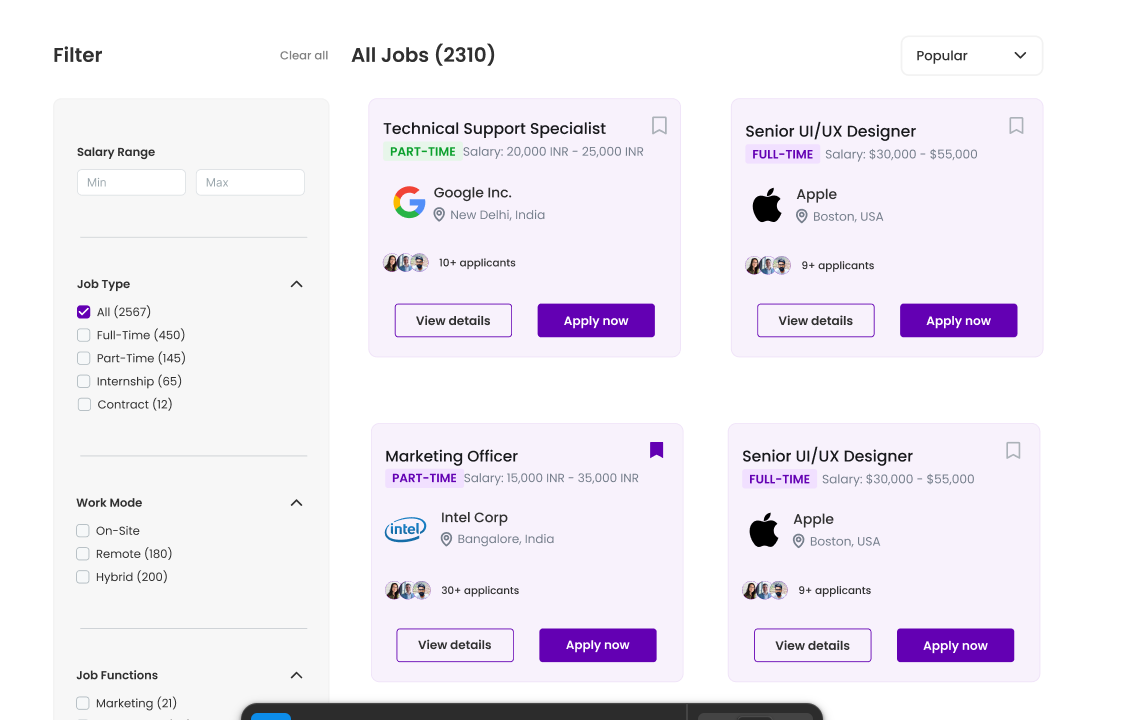 Filter
Clear all
All Jobs (2310)
Popular
Salary Range
Min
Max
Job Type
All (2567)
Full-Time (450)
Part-Time (145)
Internship (65)
Contract (12)
Work Mode
On-Site
Remote (180)
Hybrid (200)
Job Functions
Marketing (21)
Technical Support Specialist
PART-TIME Salary: 20,000 INR - 25,000 INR
Google Inc.
New Delhi, India
10+ applicants
View details
Apply now
Senior UI/UX Designer
FULL-TIME Salary: $30,000 - $55,000
Apple
Boston, USA
9+ applicants
View details
Apply now
Marketing Officer
PART-TIME Salary: 15,000 INR - 35,000 INR
intel
Intel Corp
Bangalore, India
30+ applicants
View details
Apply now
Senior UI/UX Designer
FULL-TIME Salary: $30,000 - $55,000
Apple
Boston, USA
9+ applicants
View details
Apply now